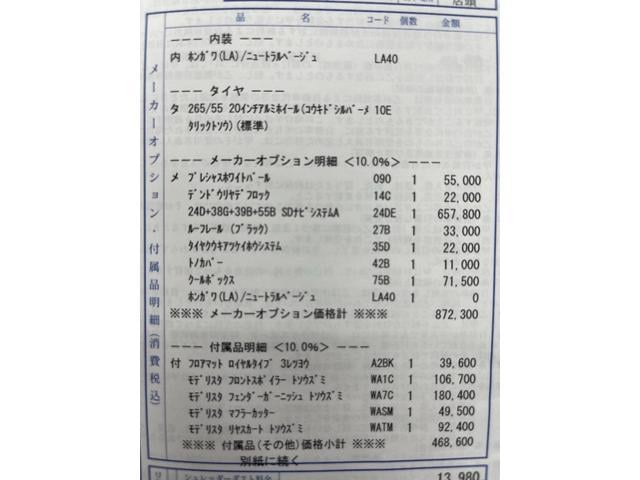 店頭
品 名 コード 個数 金額
メーカーオプション・付属品明細(消費税込)
--- 内装 ---
内 ホンガワ(LA)/ニュートラルベージュ LA40
--- タイヤ ---
タ 265/55 20インチアルミホイール(コウキドシルバーメ 10E
タリックトソウ)(標準)
--- メーカーオプション明細 <10.0%> ---
メ プレシャスホワイトパール 090 1 55,000
デンドウリヤデフロック 14C 1 22,000
24D+38G+39B+55B SDナビシステムA 24DE 1 657,800
ルーフレール (ブラック) 27B 1 33,000
タイヤクウキアツケイホウシステム 35D 1 22,000
トノカバー 42B 1 11,000
クールボックス 75B 1 71,500
ホンガワ(LA)/ニュートラルベージュ LA40 1 0
※※※ メーカーオプション価格計 ※※※ 872,300
--- 付属品明細 <10.0%> ---
付 フロアマット ロイヤルタイプ 3レツヨウ A2BK 1 39,600
モデリスタ フロントスポイラー トソウズミ WA1C 1 106,700
モデリスタ フェンダーガーニッシュ トソウズミ WA7C 1 180,400
モデリスタ マフラーカッター WASM 1 49,500
モデリスタ リヤスカート トソウズミ WATM 1 92,400
※※※ 付属品(その他)価格小計 ※※※ 468,600
別紙に続く
リ シュレッダーダスト料金 13,980